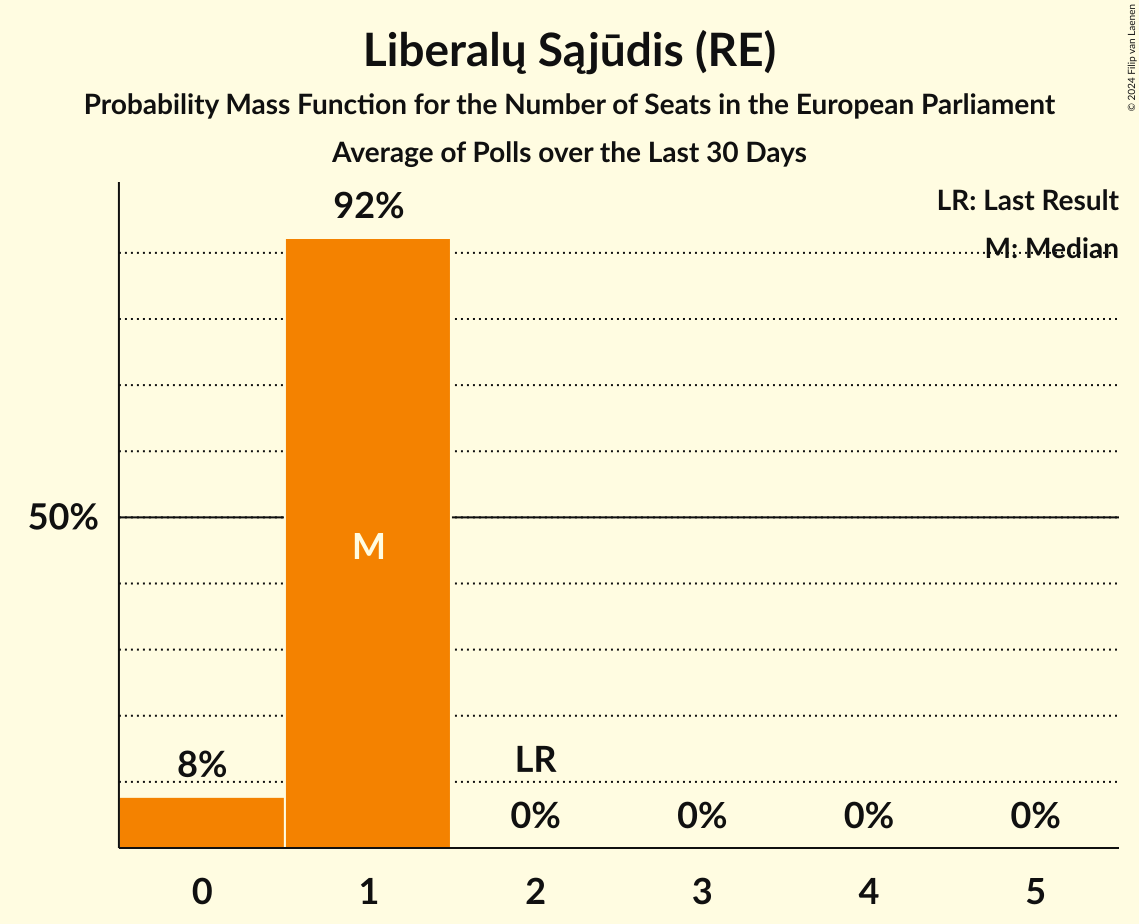 Liberalų Sąjūdis (RE)
Probability Mass Function for the Number of Seats in the European Parliament
Average of Polls over the Last 30 Days
© 2024 Filip van Laenen
LR: Last Result
M: Median
92%
50%
M
8%
LR
0% 0% 0% 0%
0 1 2 3 4 5